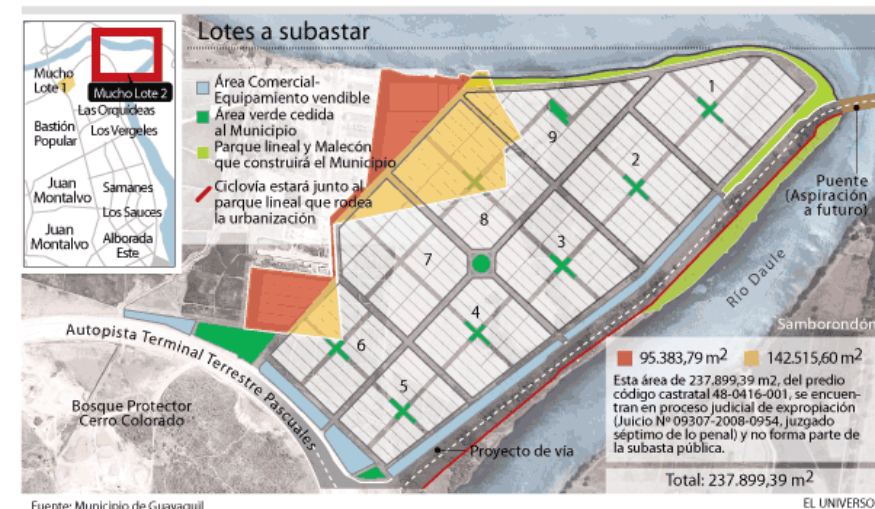 Lotes a subastar
Mucho
Lote 1
Mucho Lote 2
Las Orquídeas
Bastión
Popular
Los Vergeles
Juan
Montalvo
Samanes
Los Sauces
Juan
Montalvo
Alborada
Este
Área Comercial-
Equipamiento vendible
Área verde cedida
al Municipio
Parque lineal y Malecón
que construirá el Municipio
Ciclovía estará junto al
parque lineal que rodea
la urbanización
1
2
3
4
5
6
7
8
9
Puente
(Aspiración
a futuro)
Río Daule
Samborondón
Autopista Terminal Terrestre Pascuales
Bosque Protector
Cerro Colorado
Proyecto de vía
95.383,79 m2 142.515,60 m2
Esta área de 237.899,39 m2, del predio
código castratal 48-0416-001, se encuen-
tran en proceso judicial de expropiación
(Juicio Nº 09307-2008-0954, juzgado
séptimo de lo penal) y no forma parte de
la subasta pública.
Total: 237.899,39 m2
Fuente: Municipio de Guayaquil
EL UNIVERSO